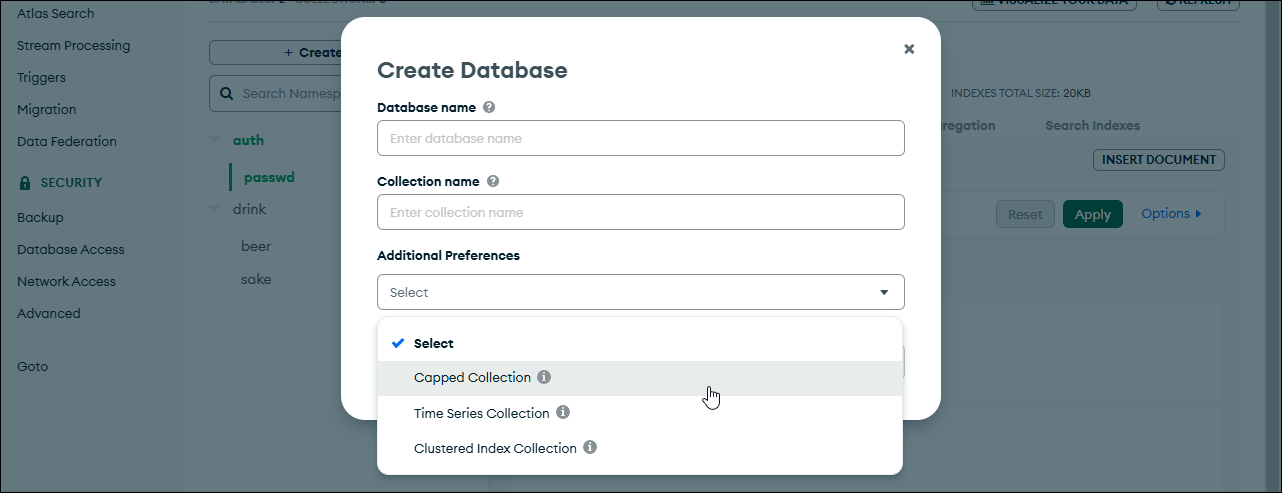 Atlas Search
Stream Processing
Triggers
Migration
Data Federation
SECURITY
Backup
Database Access
Network Access
Advanced
Goto
VISUALIZE YOUR DATA
REFRESH
+ Create
Search Namesp
auth
passwd
drink
beer
sake
Create Database
Database name
Enter database name
Collection name
Enter collection name
Additional Preferences
Select
Select
Capped Collection
Time Series Collection
Clustered Index Collection
INDEXES TOTAL SIZE: 20KB
regation
Search Indexes
INSERT DOCUMENT
Reset
Apply
Options